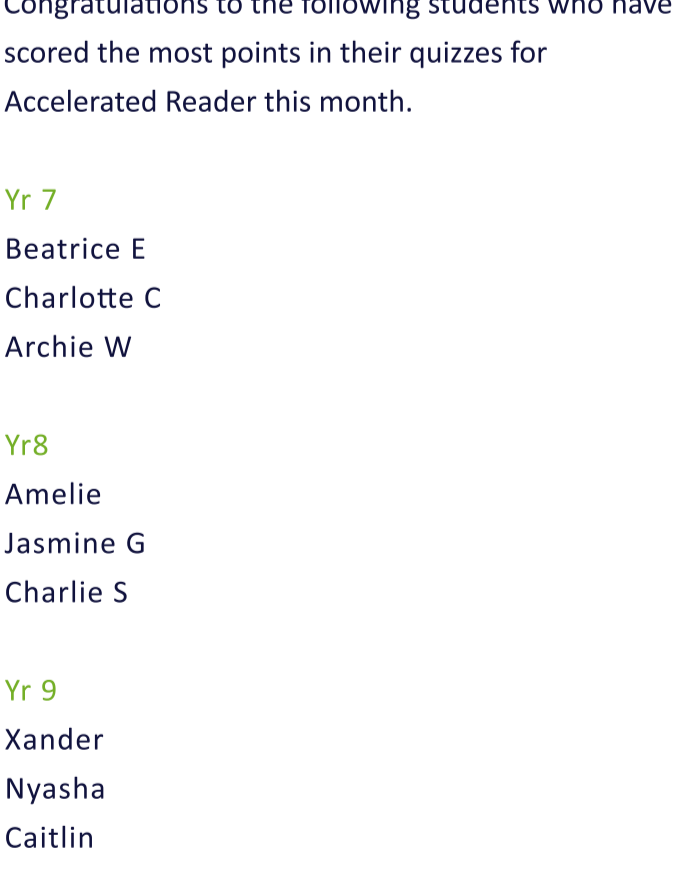 Congratulations to the following students who have
scored the most points in their quizzes for
Accelerated Reader this month.
Yr 7
Beatrice E
Charlotte C
Archie W
Yr8
Amelie
Jasmine G
Charlie S
Yr 9
Xander
Nyasha
Caitlin